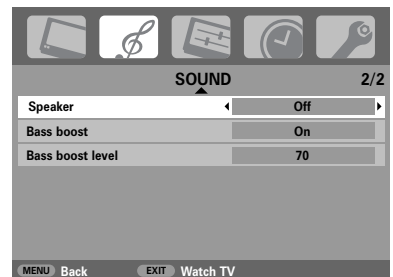 SOUND 2/2
Speaker Off
Bass boost On
Bass boost level 70
MENU Back EXIT Watch TV